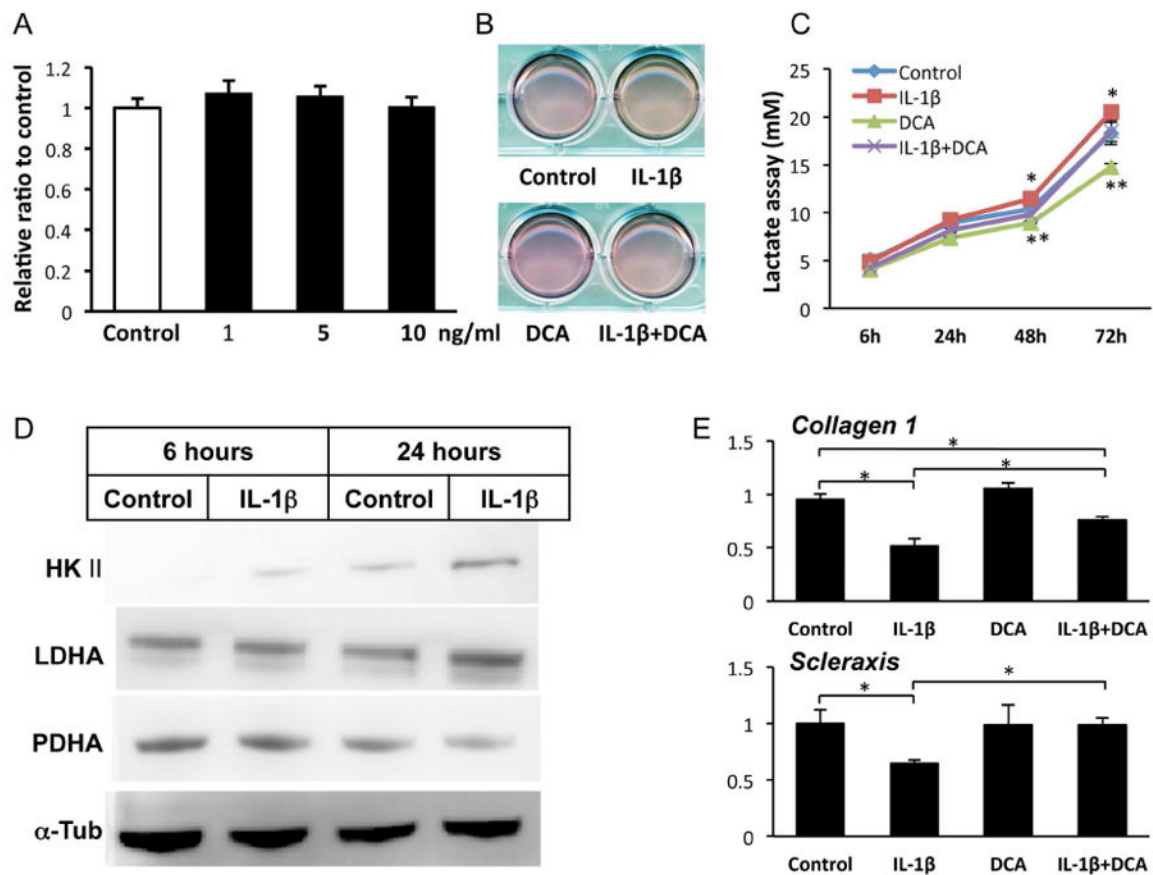 A
Relative ratio to control
1.2
1
0.8
0.6
0.4
0.2
0
Control 1 5 10 ng/ml
B
Control IL-1β
DCA IL-1β+DCA
C
Lactate assay (mM)
25
20
15
10
5
0
Control
IL-1β
DCA
IL-1β+DCA
*
*
**
**
6h 24h 48h 72h
D
6 hours 24 hours
Control IL-1β Control IL-1β
HK II
LDHA
PDHA
α-Tub
E
Collagen 1
1.5
1
0.5
0
*
*
*
Control IL-1β DCA IL-1β+DCA
Scleraxis
1.5
1
0.5
0
*
*
Control IL-1β DCA IL-1β+DCA